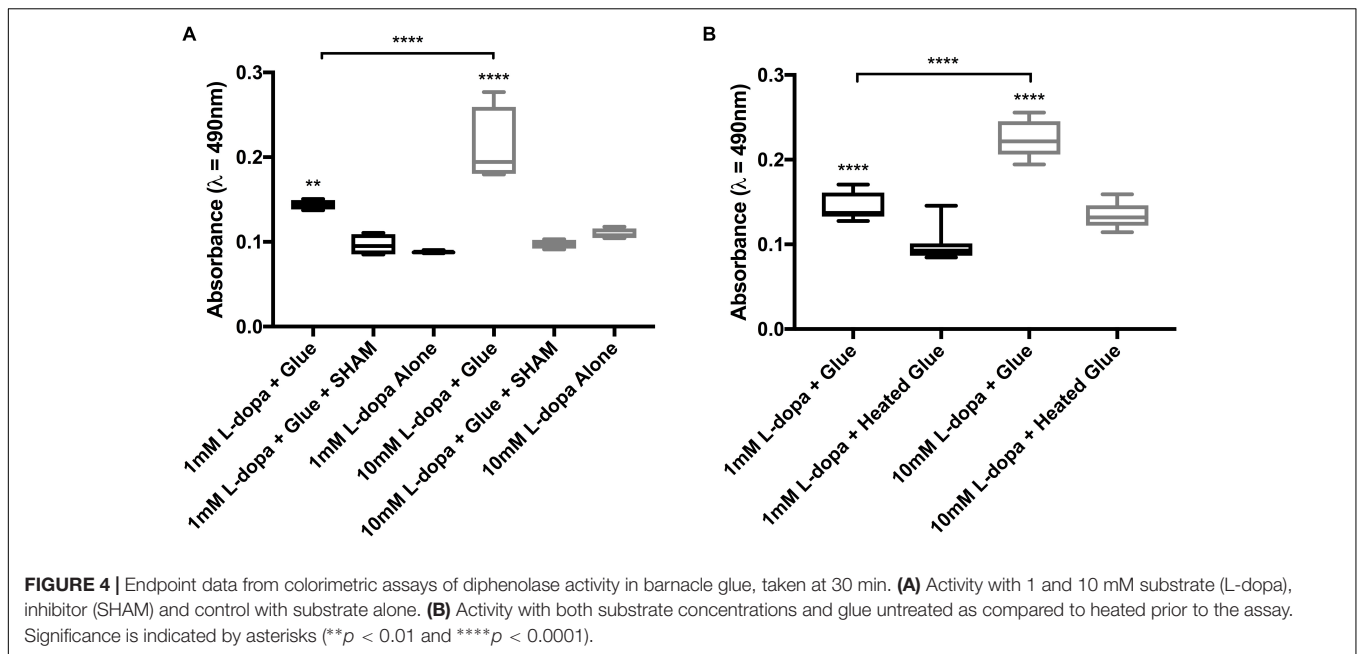 A
B
****
****
**
0.3
0.2
0.1
0.0
Absorbance (λ = 490nm)
1mM L-dopa + Glue
1mM L-dopa + Glue + SHAM
1mM L-dopa Alone
10mM L-dopa + Glue
10mM L-dopa + Glue + SHAM
10mM L-dopa Alone
****
****
****
0.3
0.2
0.1
0.0
Absorbance (λ = 490nm)
1mM L-dopa + Glue
1mM L-dopa + Heated Glue
10mM L-dopa + Glue
10mM L-dopa + Heated Glue
FIGURE 4 | Endpoint data from colorimetric assays of diphenolase activity in barnacle glue, taken at 30 min. (A) Activity with 1 and 10 mM substrate (L-dopa),
inhibitor (SHAM) and control with substrate alone. (B) Activity with both substrate concentrations and glue untreated as compared to heated prior to the assay.
Significance is indicated by asterisks (**p < 0.01 and ****p < 0.0001).